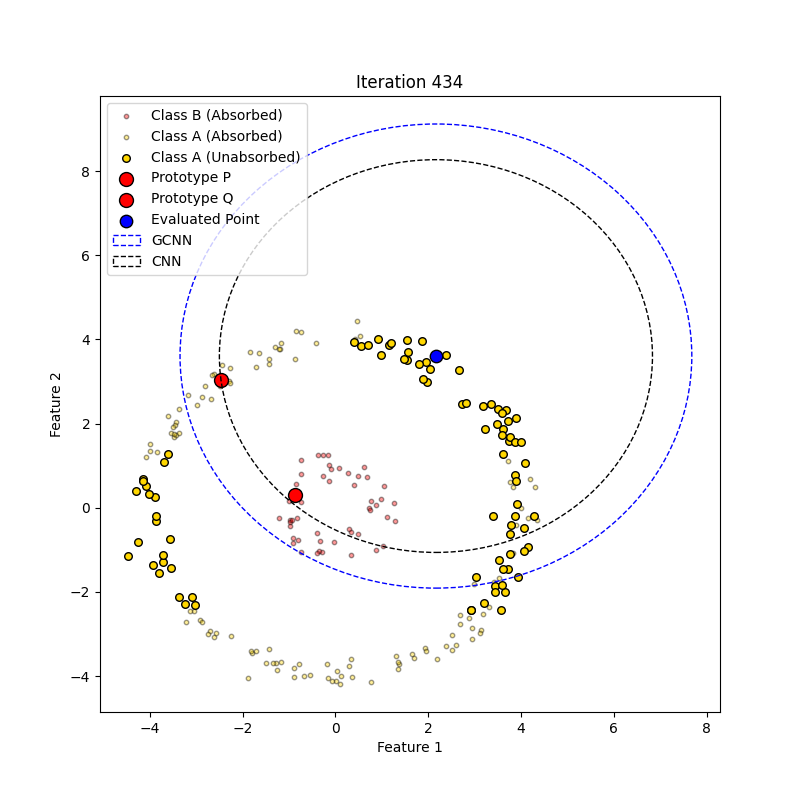 Iteration 434
Class B (Absorbed)
Class A (Absorbed)
Class A (Unabsorbed)
Prototype P
Prototype Q
Evaluated Point
GCNN
CNN
8
6
4
2
0
−2
−4
Feature 2
−4
−2
0
2
4
6
8
Feature 1